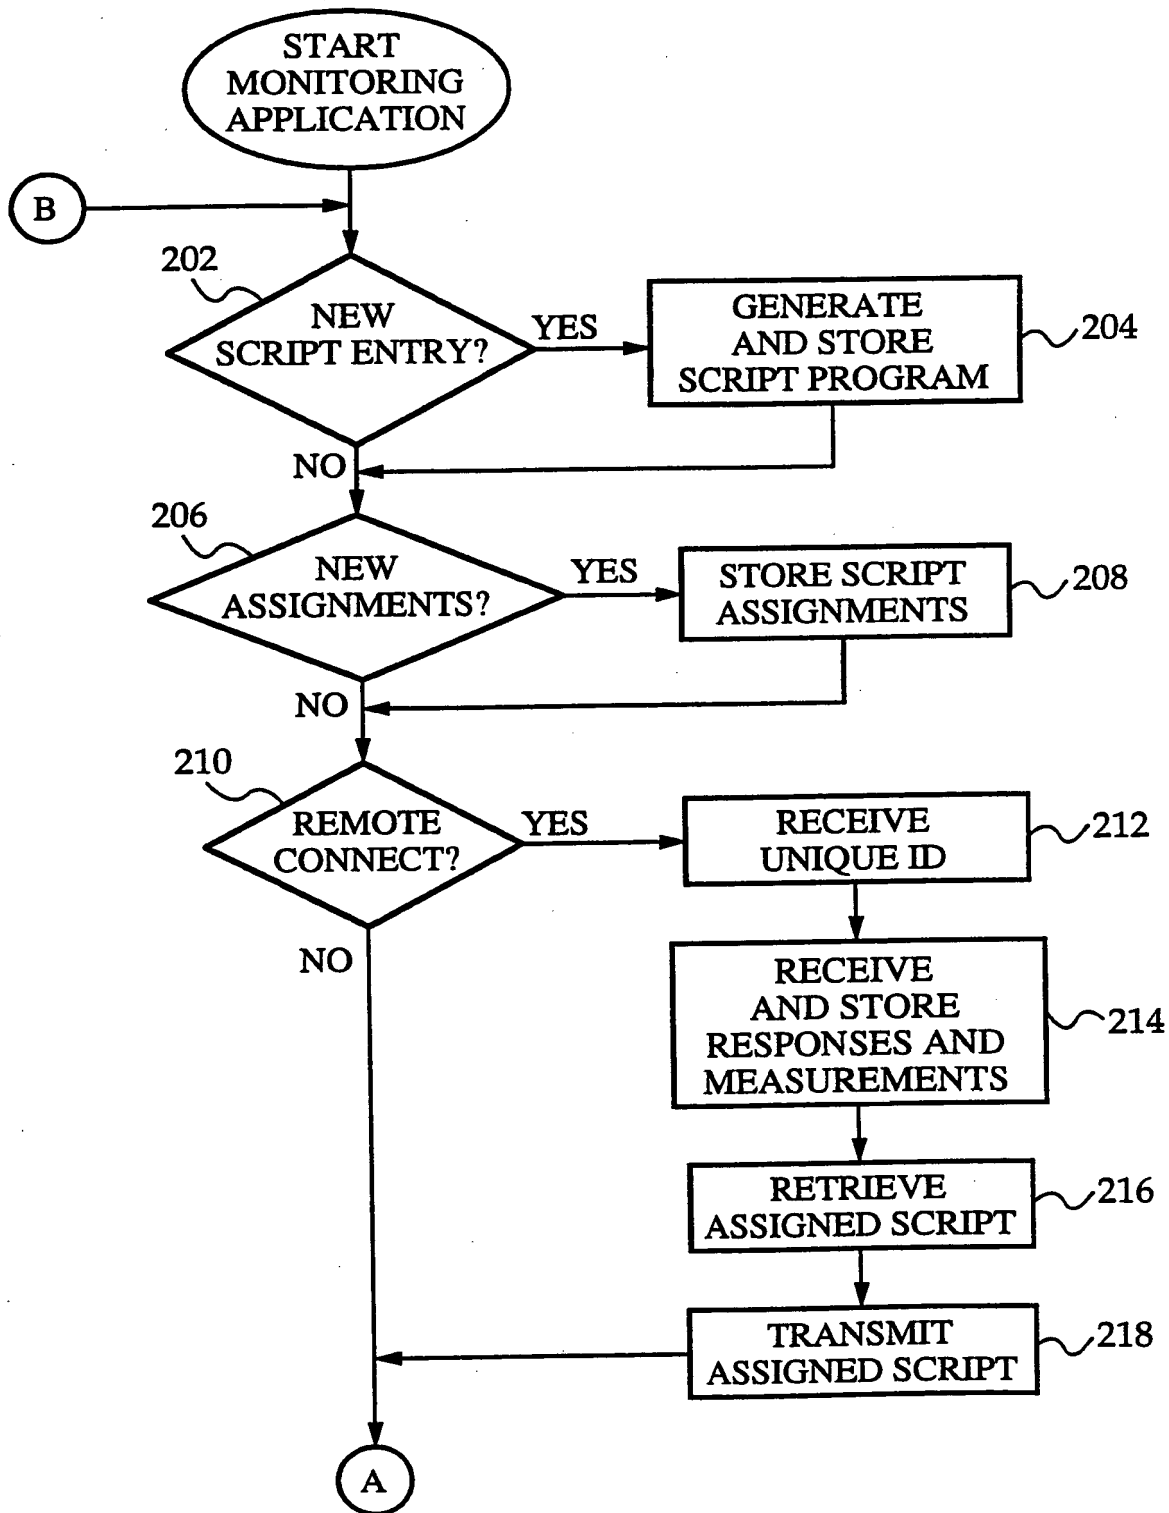 START
MONITORING
APPLICATION
B
202
NEW
SCRIPT ENTRY?
YES
GENERATE
AND STORE
SCRIPT PROGRAM
204
NO
206
NEW
ASSIGNMENTS?
YES
STORE SCRIPT
ASSIGNMENTS
208
NO
210
REMOTE
CONNECT?
YES
RECEIVE
UNIQUE ID
212
NO
RECEIVE
AND STORE
RESPONSES AND
MEASUREMENTS
214
RETRIEVE
ASSIGNED SCRIPT
216
TRANSMIT
ASSIGNED SCRIPT
218
A